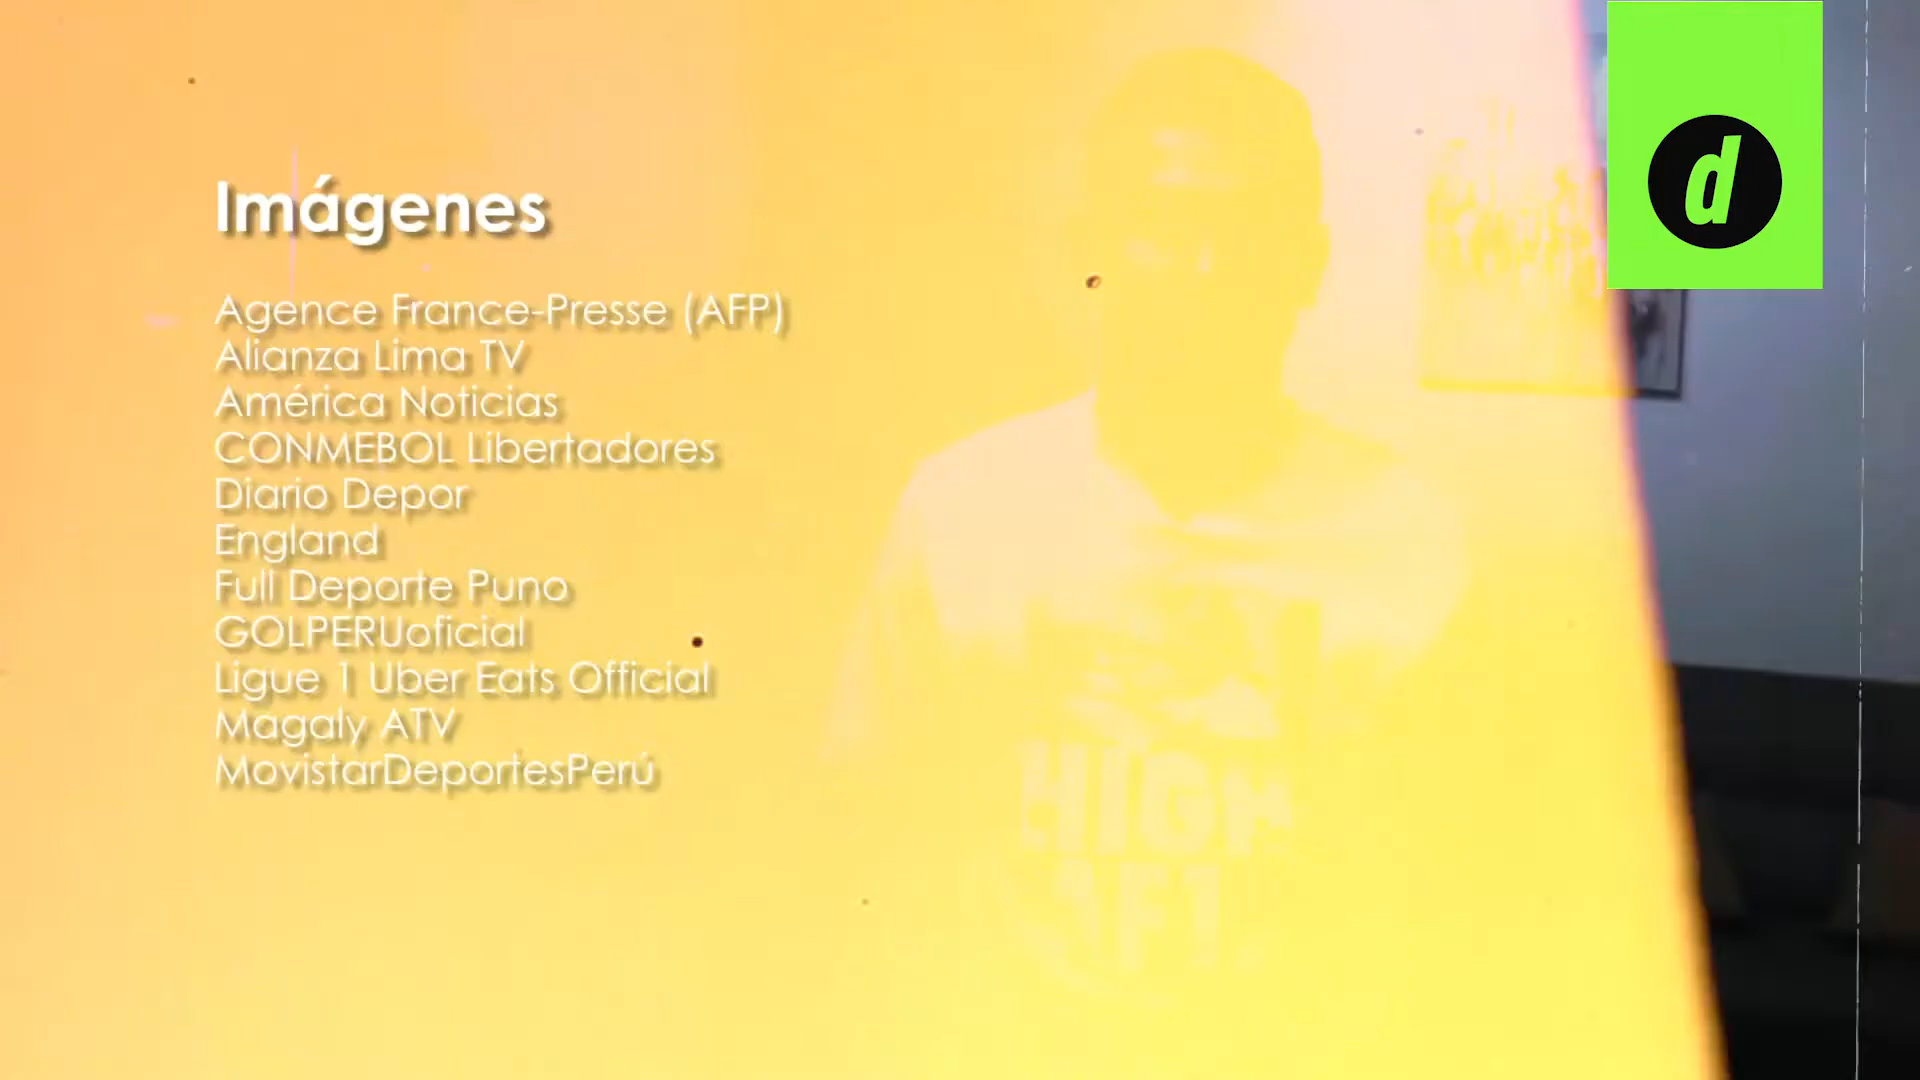 Imágenes
Agence France-Presse (AFP)
Alianza Lima TV
América Noticias
CONMEBOL Libertadores
Diario Depor
England
Full Deporte Puno
GOLPERUoficial
Ligue 1 Uber Eats Official
Magaly ATV
MovistarDeportesPerú
d
HIGH